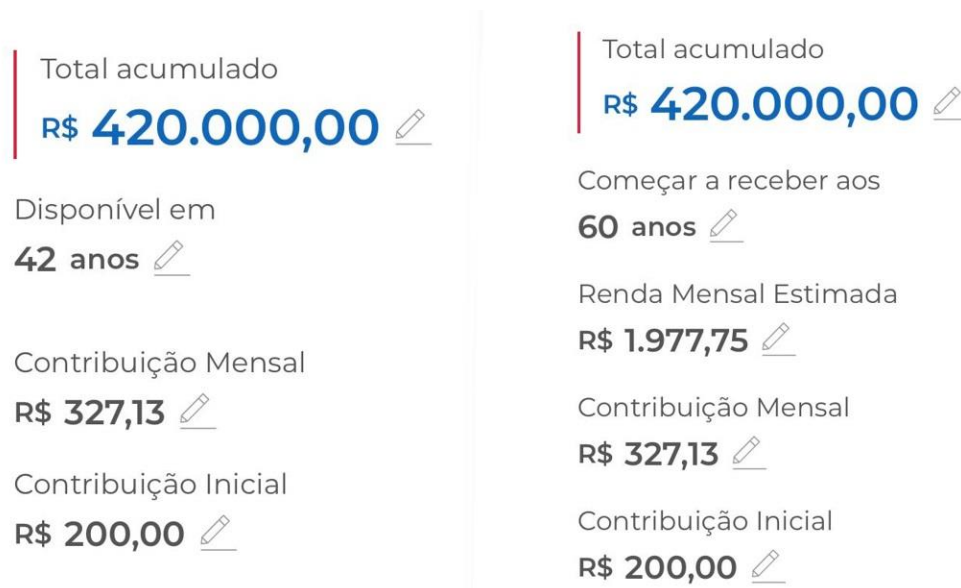 Total acumulado
R$ 420.000,00
Disponível em
42 anos
Contribuição Mensal
R$ 327,13
Contribuição Inicial
R$ 200,00
Total acumulado
R$ 420.000,00
Começar a receber aos
60 anos
Renda Mensal Estimada
R$ 1.977,75
Contribuição Mensal
R$ 327,13
Contribuição Inicial
R$ 200,00